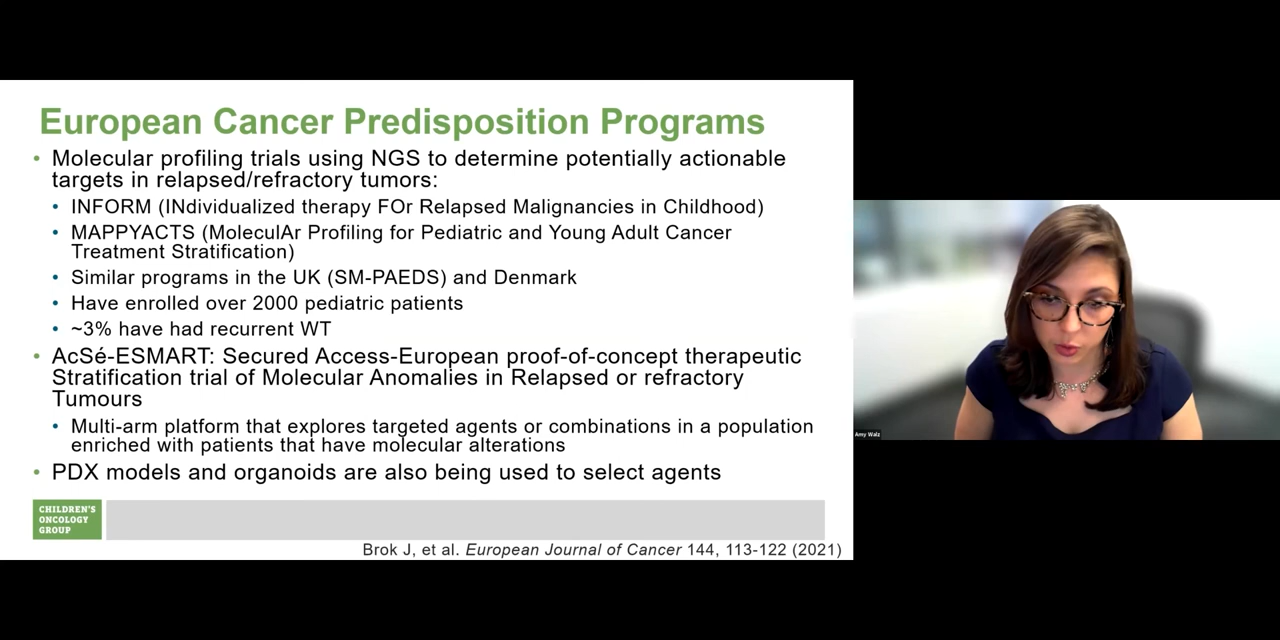 European Cancer Predisposition Programs
• Molecular profiling trials using NGS to determine potentially actionable
targets in relapsed/refractory tumors:
• INFORM (INdividualized therapy FOr Relapsed Malignancies in Childhood)
• MAPPYACTS (MoleculAr Profiling for Pediatric and Young Adult Cancer
Treatment Stratification)
• Similar programs in the UK (SM-PAEDS) and Denmark
• Have enrolled over 2000 pediatric patients
• ~3% have had recurrent WT
• AcSé-ESMART: Secured Access-European proof-of-concept therapeutic
Stratification trial of Molecular Anomalies in Relapsed or refractory
Tumours
• Multi-arm platform that explores targeted agents or combinations in a population
enriched with patients that have molecular alterations
• PDX models and organoids are also being used to select agents
CHILDREN'S
ONCOLOGY
GROUP
Brok J, et al. European Journal of Cancer 144, 113-122 (2021)
Amy Walz